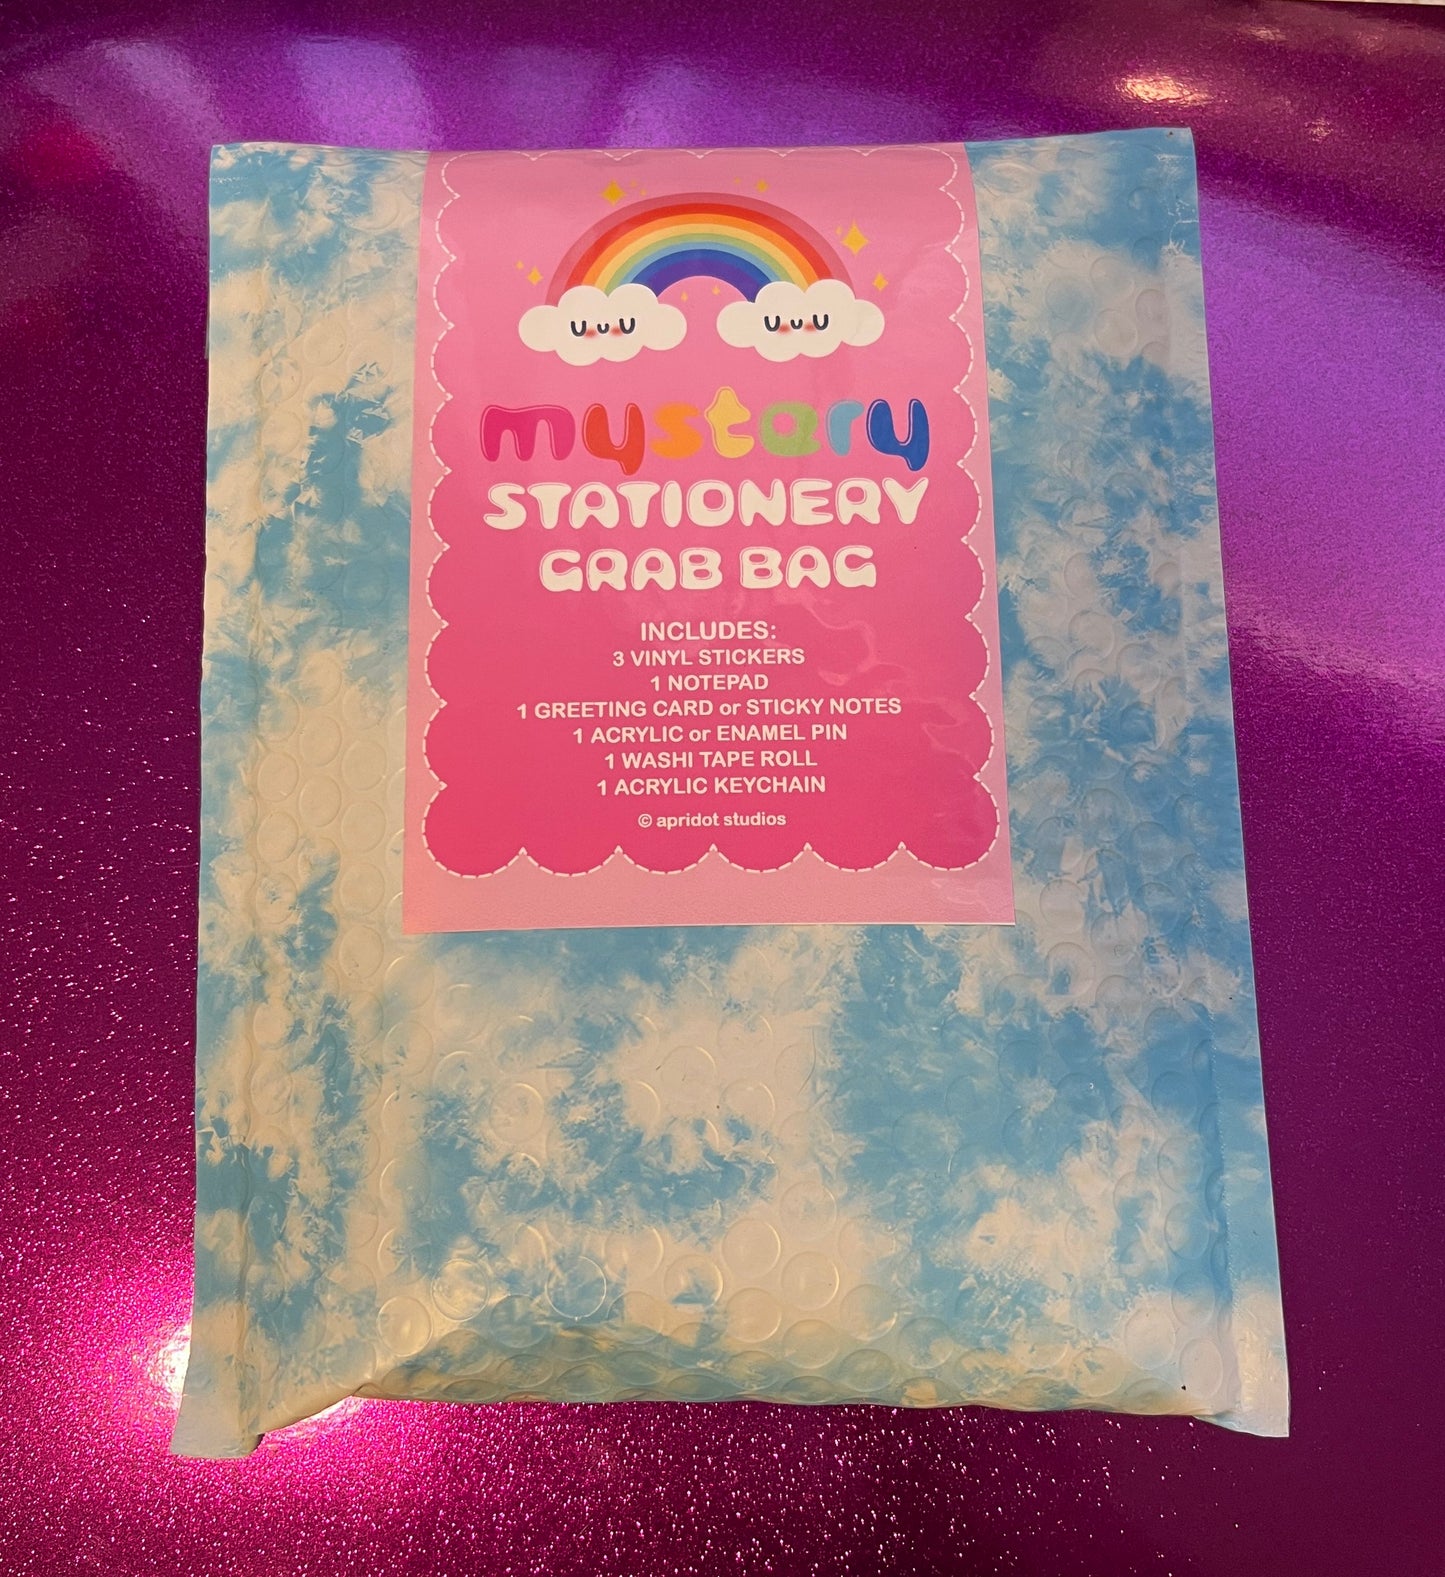 mystery
STATIONERY
GRAB BAG
INCLUDES:
3 VINYL STICKERS
1 NOTEPAD
1 GREETING CARD or STICKY NOTES
1 ACRYLIC or ENAMEL PIN
1 WASHI TAPE ROLL
1 ACRYLIC KEYCHAIN
© apridot studios